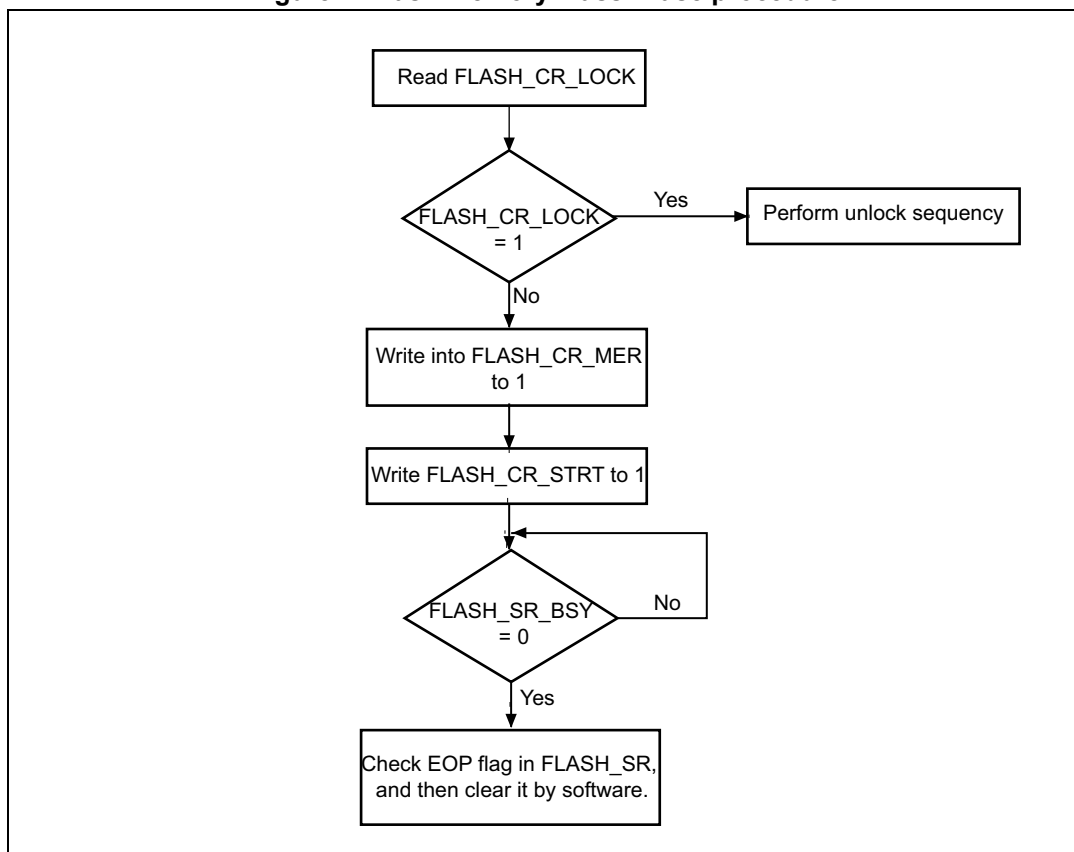 Read FLASH_CR_LOCK
FLASH_CR_LOCK
= 1
Yes
Perform unlock sequency
No
Write into FLASH_CR_MER
to 1
Write FLASH_CR_STRT to 1
FLASH_SR_BSY
= 0
No
Yes
Check EOP flag in FLASH_SR,
and then clear it by software.